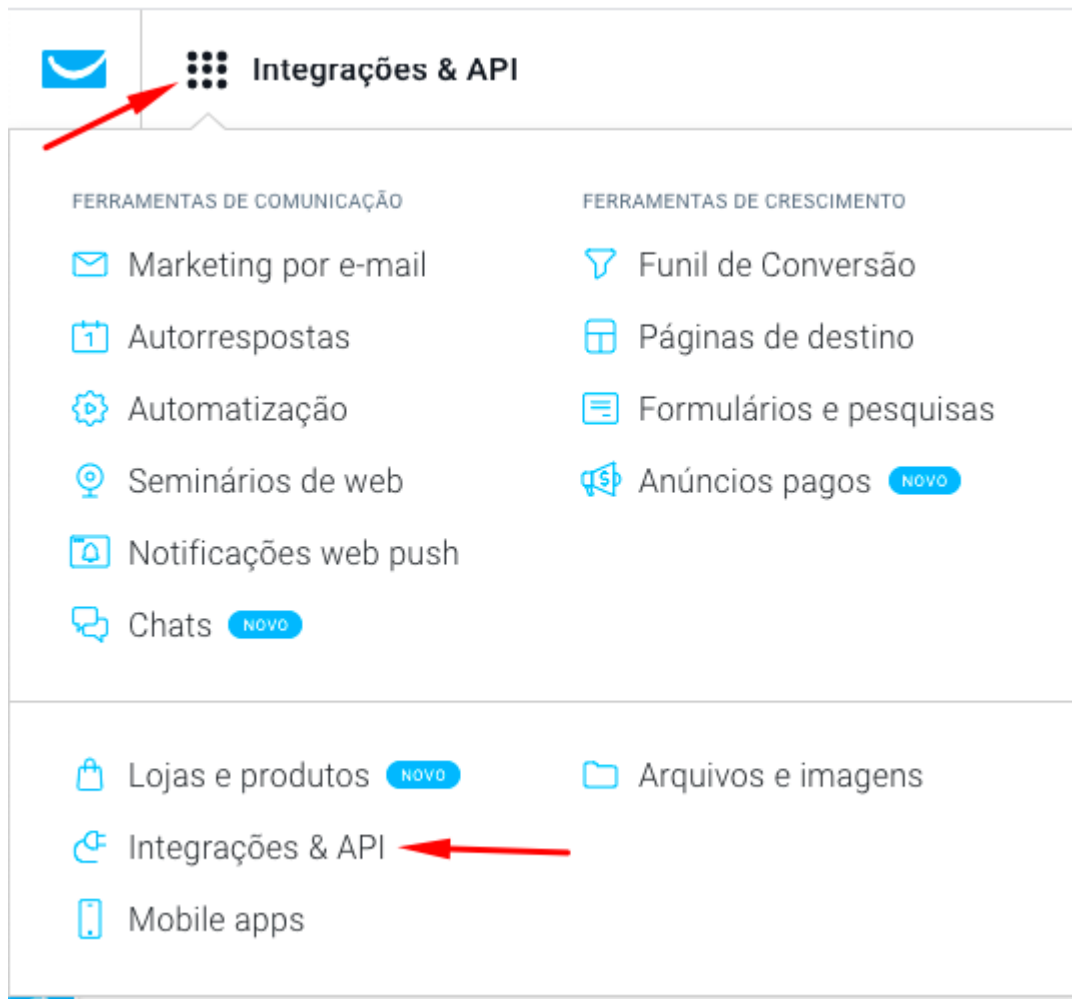 Integrações & API
FERRAMENTAS DE COMUNICAÇÃO
Marketing por e-mail
1 Autorrespostas
Automatização
Seminários de web
Notificações web push
Chats NOVO
FERRAMENTAS DE CRESCIMENTO
Funil de Conversão
Páginas de destino
Formulários e pesquisas
$ Anúncios pagos NOVO
Lojas e produtos NOVO
Integrações & API
Mobile apps
Arquivos e imagens